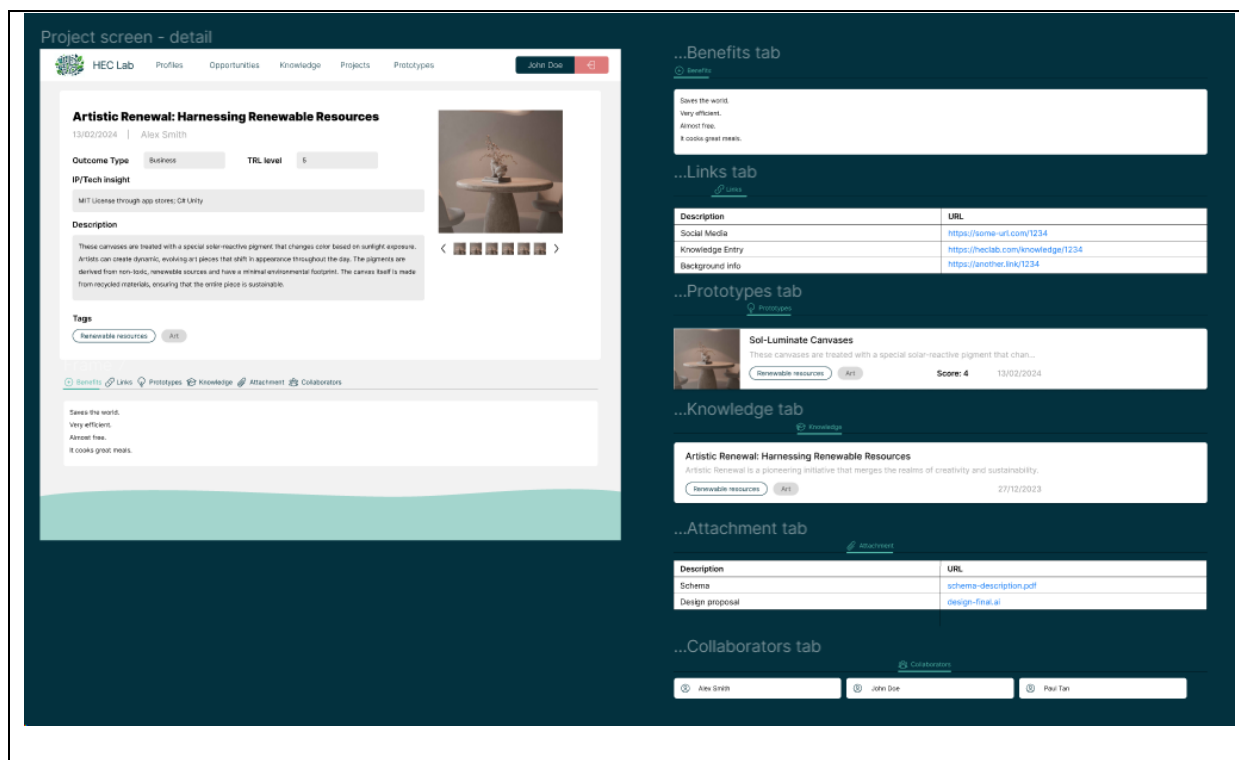 Project screen - detail
HEC Lab Profiles Opportunities Knowledge Projects Prototypes John Doe
Artistic Renewal: Harnessing Renewable Resources
13/02/2024 | Alex Smith
Outcome Type Business TRL level 5
IP/Tech insight
MIT License through app stores; C# Unity
Description
These canvases are treated with a special solar-reactive pigment that changes color based on sunlight exposure.
Artists can create dynamic, evolving art pieces that shift in appearance throughout the day. The pigments are
derived from non-toxic, renewable sources and have a minimal environmental footprint. The canvas itself is made
from recycled materials, ensuring that the entire piece is sustainable.
Tags
Renewable resources Art
Benefits Links Prototypes Knowledge Attachment Collaborators
Saves the world.
Very efficient.
Almost free.
It cooks great meals.
...Benefits tab
Benefits
Saves the world.
Very efficient.
Almost free.
It cooks great meals.
...Links tab
Links
Description URL
Social Media https://some-url.com/1234
Knowledge Entry https://heclab.com/knowledge/1234
Background info https://another.link/1234
...Prototypes tab
Prototypes
Sol-Luminate Canvases
These canvases are treated with a special solar-reactive pigment that chan...
Renewable resources Art Score: 4 13/02/2024
...Knowledge tab
Knowledge
Artistic Renewal: Harnessing Renewable Resources
Artistic Renewal is a pioneering initiative that merges the realms of creativity and sustainability.
Renewable resources Art 27/12/2023
...Attachment tab
Attachment
Description URL
Schema schema-description.pdf
Design proposal design-final.ai
...Collaborators tab
Collaborators
Alex Smith John Doe Paul Tan